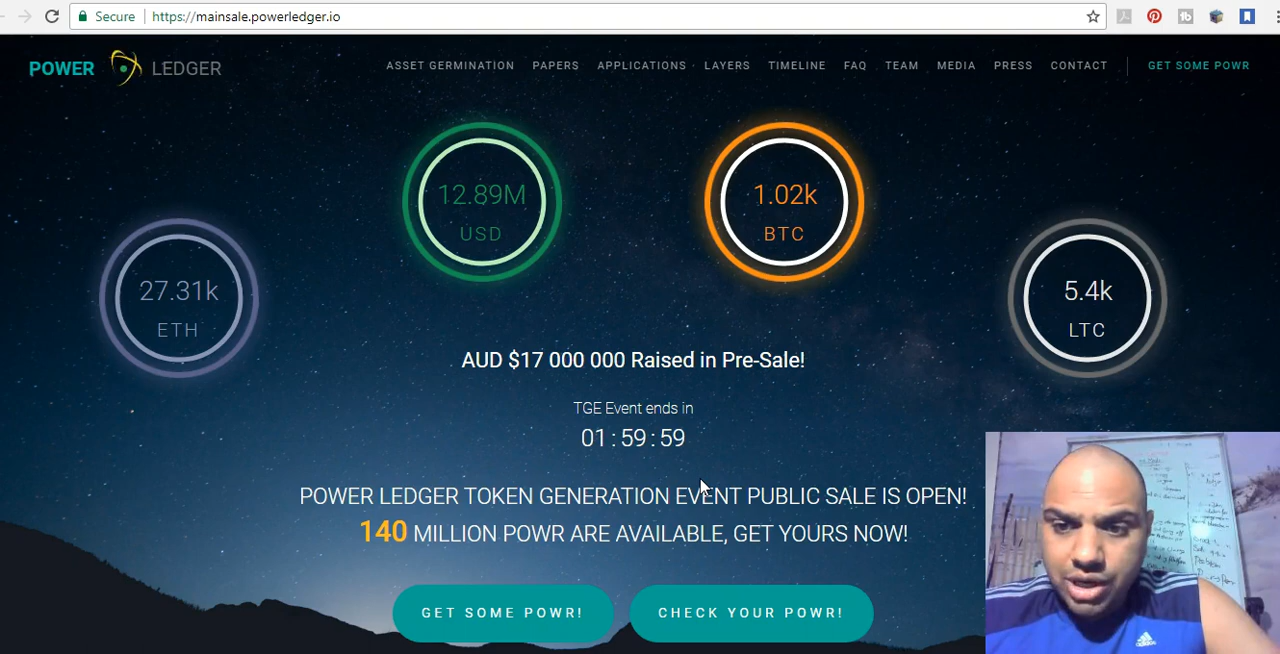 Secure https://mainsale.powerledger.io
POWER LEDGER
ASSET GERMINATION PAPERS APPLICATIONS LAYERS TIMELINE FAQ TEAM MEDIA PRESS CONTACT GET SOME POWR
12.89M
USD
1.02k
BTC
27.31k
ETH
5.4k
LTC
AUD $17 000 000 Raised in Pre-Sale!
TGE Event ends in
01 : 59 : 59
POWER LEDGER TOKEN GENERATION EVENT PUBLIC SALE IS OPEN!
140 MILLION POWR ARE AVAILABLE, GET YOURS NOW!
GET SOME POWR! CHECK YOUR POWR!
adidas